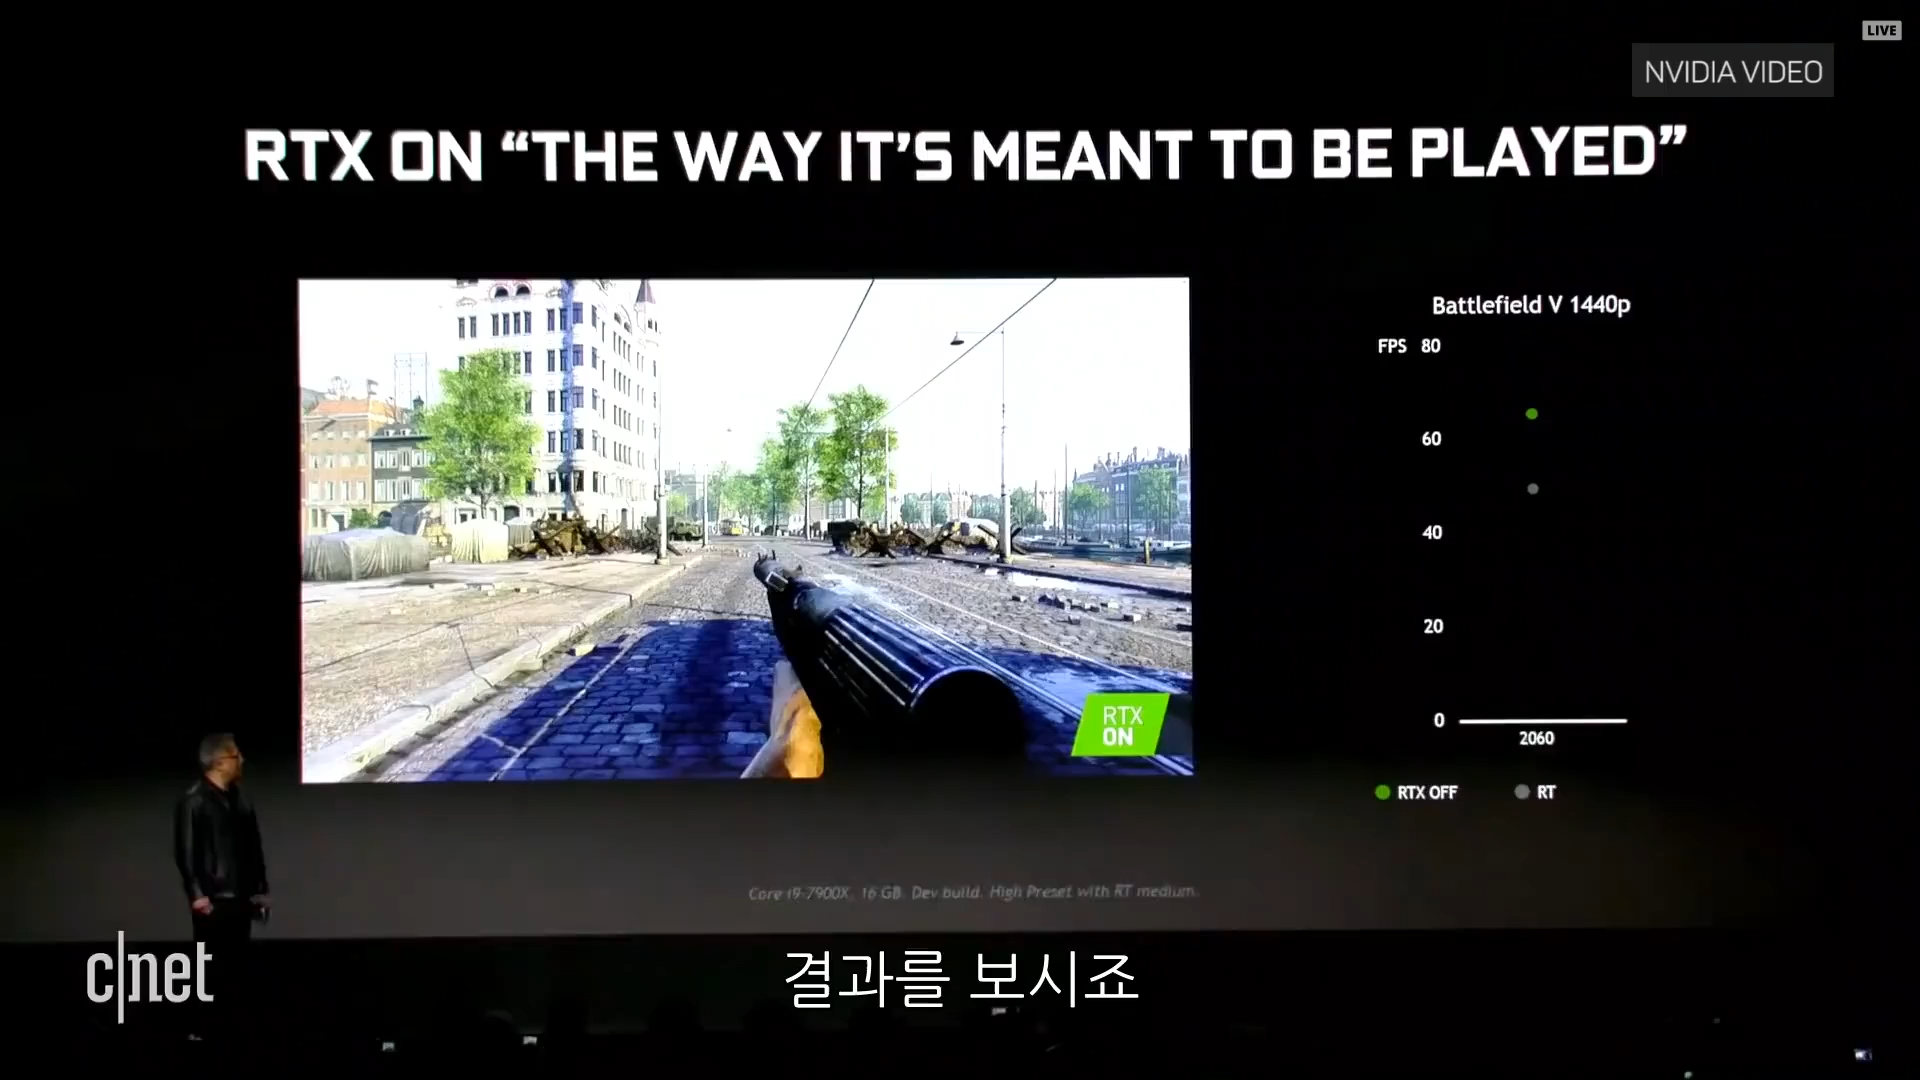 LIVE
NVIDIA VIDEO
RTX ON “THE WAY IT’S MEANT TO BE PLAYED”
Battlefield V 1440p
FPS 80
60
40
20
0
2060
RTX OFF RT
RTX
ON
Core i9-7900X, 16 GB. Dev build. High Preset with RT medium.
c|net
결과를 보시죠